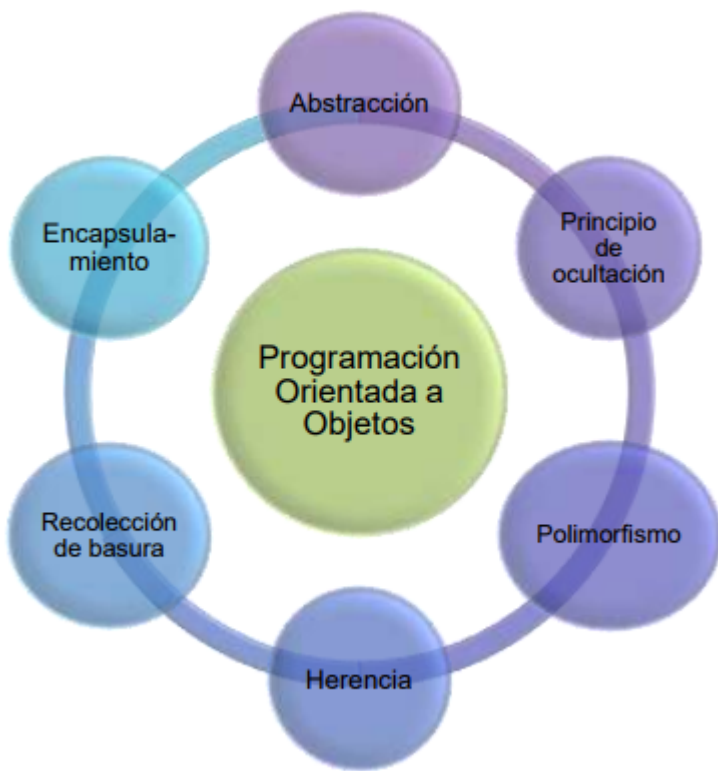 Abstracción
Principio
de
ocultación
Polimorfismo
Herencia
Recolección
de basura
Encapsula-
miento
Programación
Orientada a
Objetos